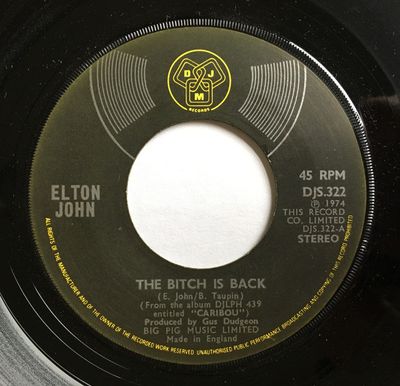 D J
M
RECORDS
ELTON
JOHN
45 RPM
DJS.322
℗ 1974
THIS RECORD
CO. LIMITED
DJS.322-A
STEREO
THE BITCH IS BACK
(E. John/B. Taupin)
(From the album DJLPH 439
entitled "CARIBOU")
Produced by Gus Dudgeon
BIG PIG MUSIC LIMITED
Made in England
ALL RIGHTS OF THE MANUFACTURER AND OF THE OWNER OF THE RECORDED WORK RESERVED. UNAUTHORISED PUBLIC PERFORMANCE BROADCASTING AND COPYING OF THIS RECORD PROHIBITED